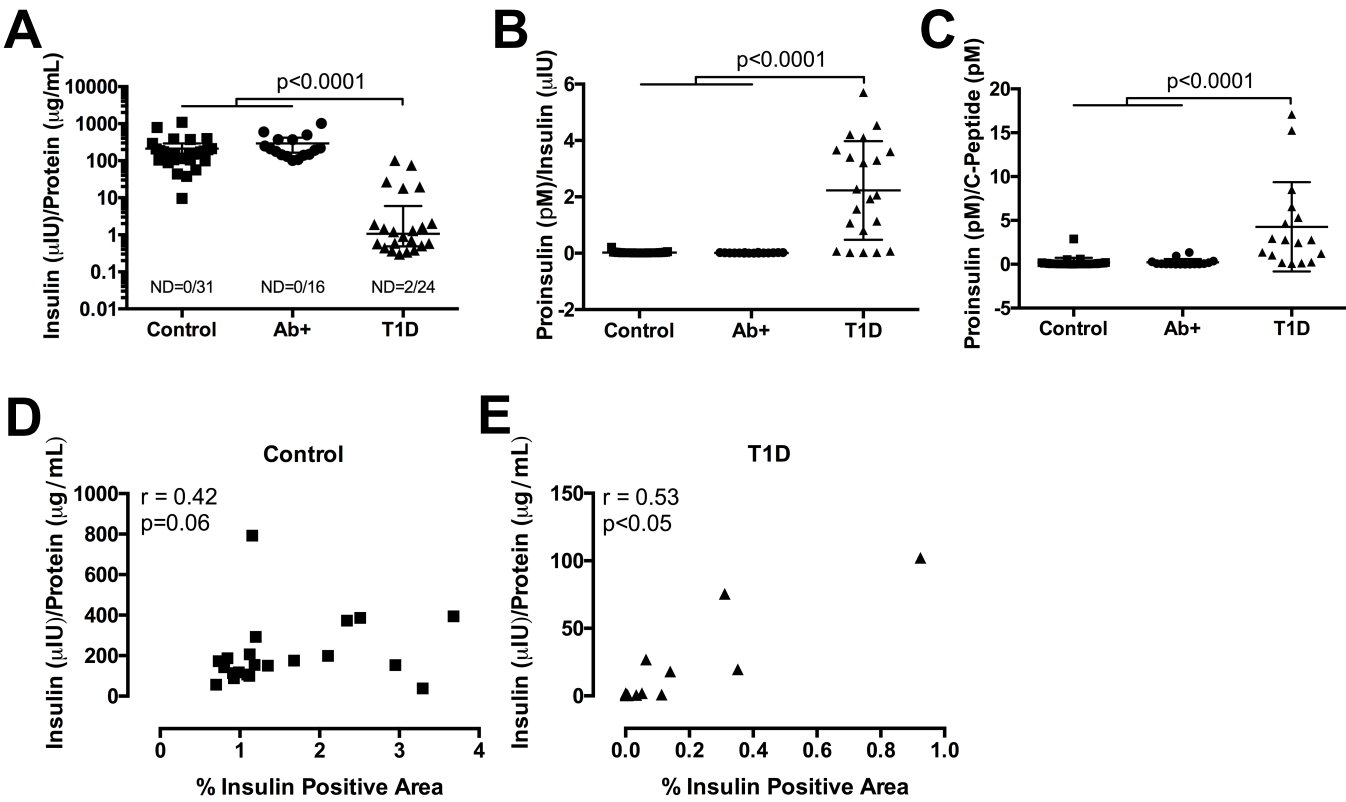 A
Insulin (μIU)/Protein (μg/mL)
10000
1000
100
10
1
0.1
0.01
p<0.0001
ND=0/31
ND=0/16
ND=2/24
Control
Ab+
T1D
B
Proinsulin (pM)/Insulin (μIU)
6
4
2
0
-2
p<0.0001
Control
Ab+
T1D
C
Proinsulin (pM)/C-Peptide (pM)
20
15
10
5
0
-5
p<0.0001
Control
Ab+
T1D
D
Control
Insulin (μIU)/Protein (μg/mL)
1000
800
600
400
200
0
r = 0.42
p=0.06
0 1 2 3 4
% Insulin Positive Area
E
T1D
Insulin (μIU)/Protein (μg/mL)
150
100
50
0
r = 0.53
p<0.05
0.0 0.2 0.4 0.6 0.8 1.0
% Insulin Positive Area